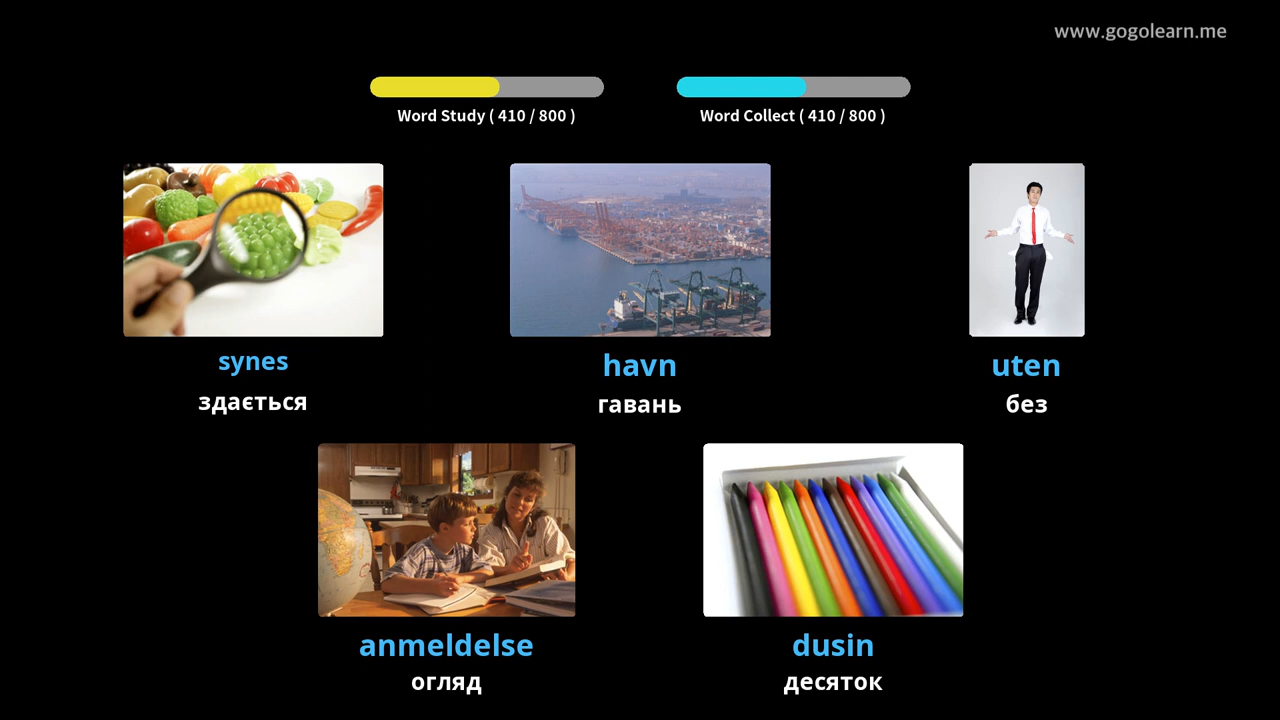 www.gogolearn.me
Word Study ( 410 / 800 )
Word Collect ( 410 / 800 )
synes
здається
havn
гавань
uten
без
anmeldelse
огляд
dusin
десяток